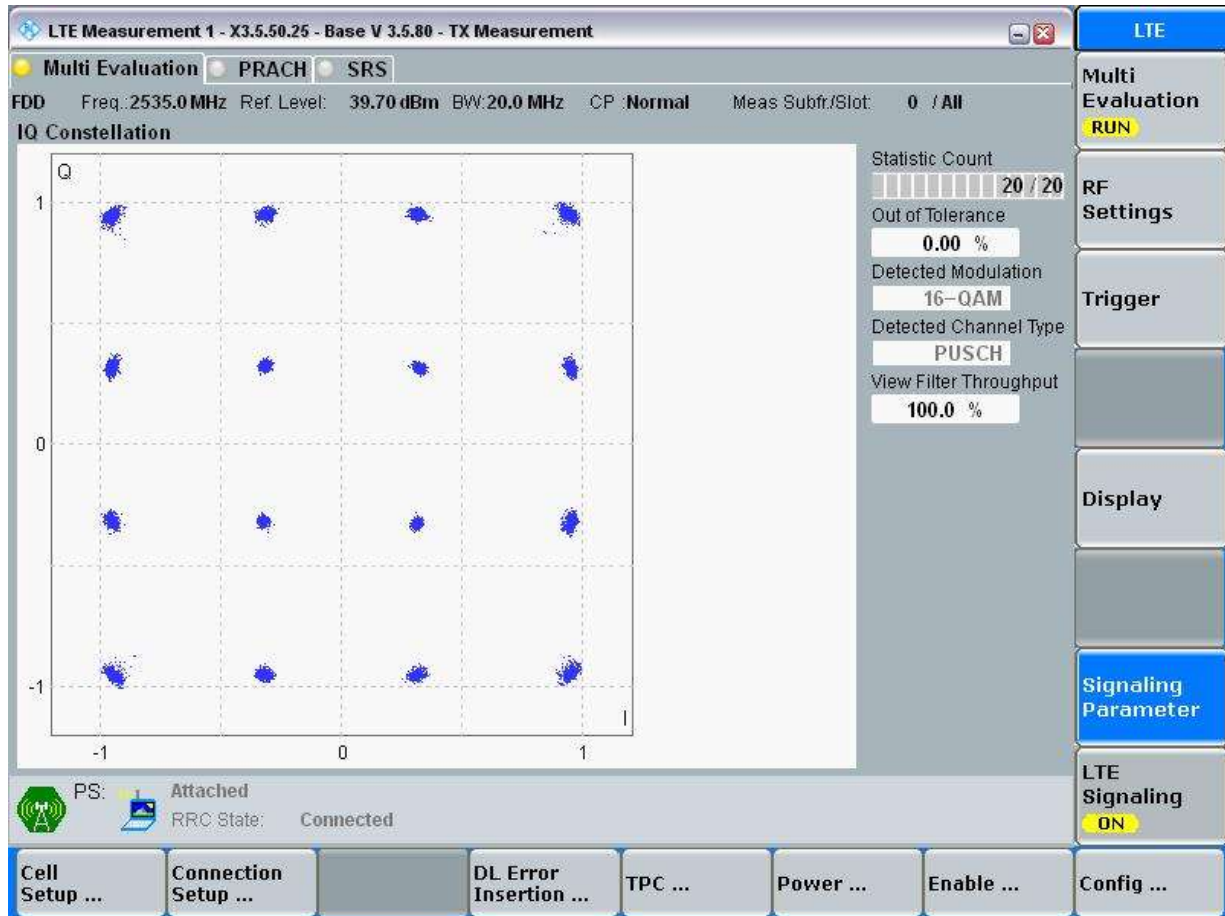 LTE Measurement 1 - X3.5.50.25 - Base V 3.5.80 - TX Measurement
LTE
Multi Evaluation PRACH SRS
FDD Freq.:2535.0 MHz Ref. Level: 39.70 dBm BW:20.0 MHz CP :Normal Meas Subfr./Slot: 0 / All
IQ Constellation
Q
1
0
-1
-1 0 1
I
Statistic Count
20 / 20
Out of Tolerance
0.00 %
Detected Modulation
16-QAM
Detected Channel Type
PUSCH
View Filter Throughput
100.0 %
Multi
Evaluation
RUN
RF
Settings
Trigger
Display
Signaling
Parameter
LTE
Signaling
ON
PS: Attached
RRC State: Connected
Cell
Setup ...
Connection
Setup ...
DL Error
Insertion ...
TPC ...
Power ...
Enable ...
Config ...